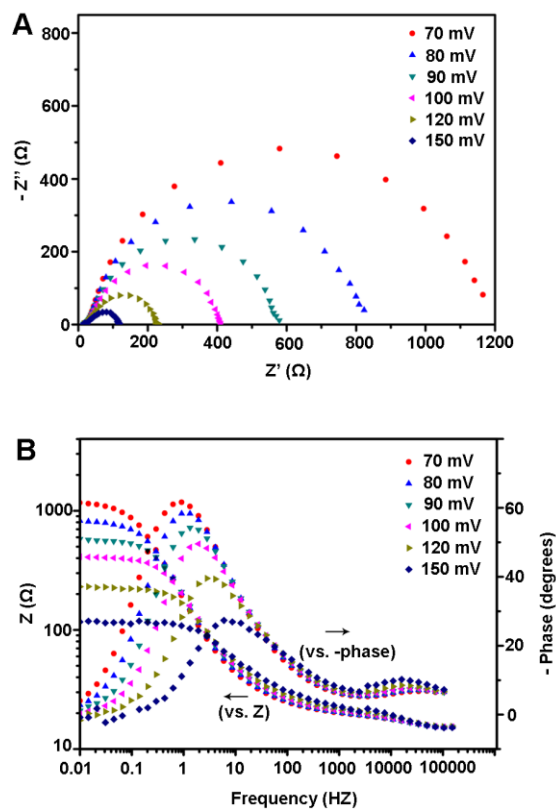 A
800
600
400
200
0
- Z'' (Ω)
0 200 400 600 800 1000 1200
Z' (Ω)
70 mV
80 mV
90 mV
100 mV
120 mV
150 mV
B
1000
100
10
Z (Ω)
80
60
40
20
0
- Phase (degrees)
70 mV
80 mV
90 mV
100 mV
120 mV
150 mV
(vs. -phase)
(vs. Z)
0.01 0.1 1 10 100 1000 10000 100000
Frequency (HZ)